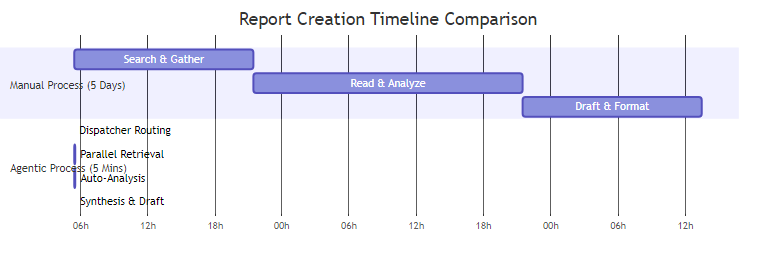 Report Creation Timeline Comparison
Search & Gather
Manual Process (5 Days)
Read & Analyze
Draft & Format
Dispatcher Routing
Parallel Retrieval
Agentic Process (5 Mins)
Auto-Analysis
Synthesis & Draft
06h 12h 18h 00h 06h 12h 18h 00h 06h 12h